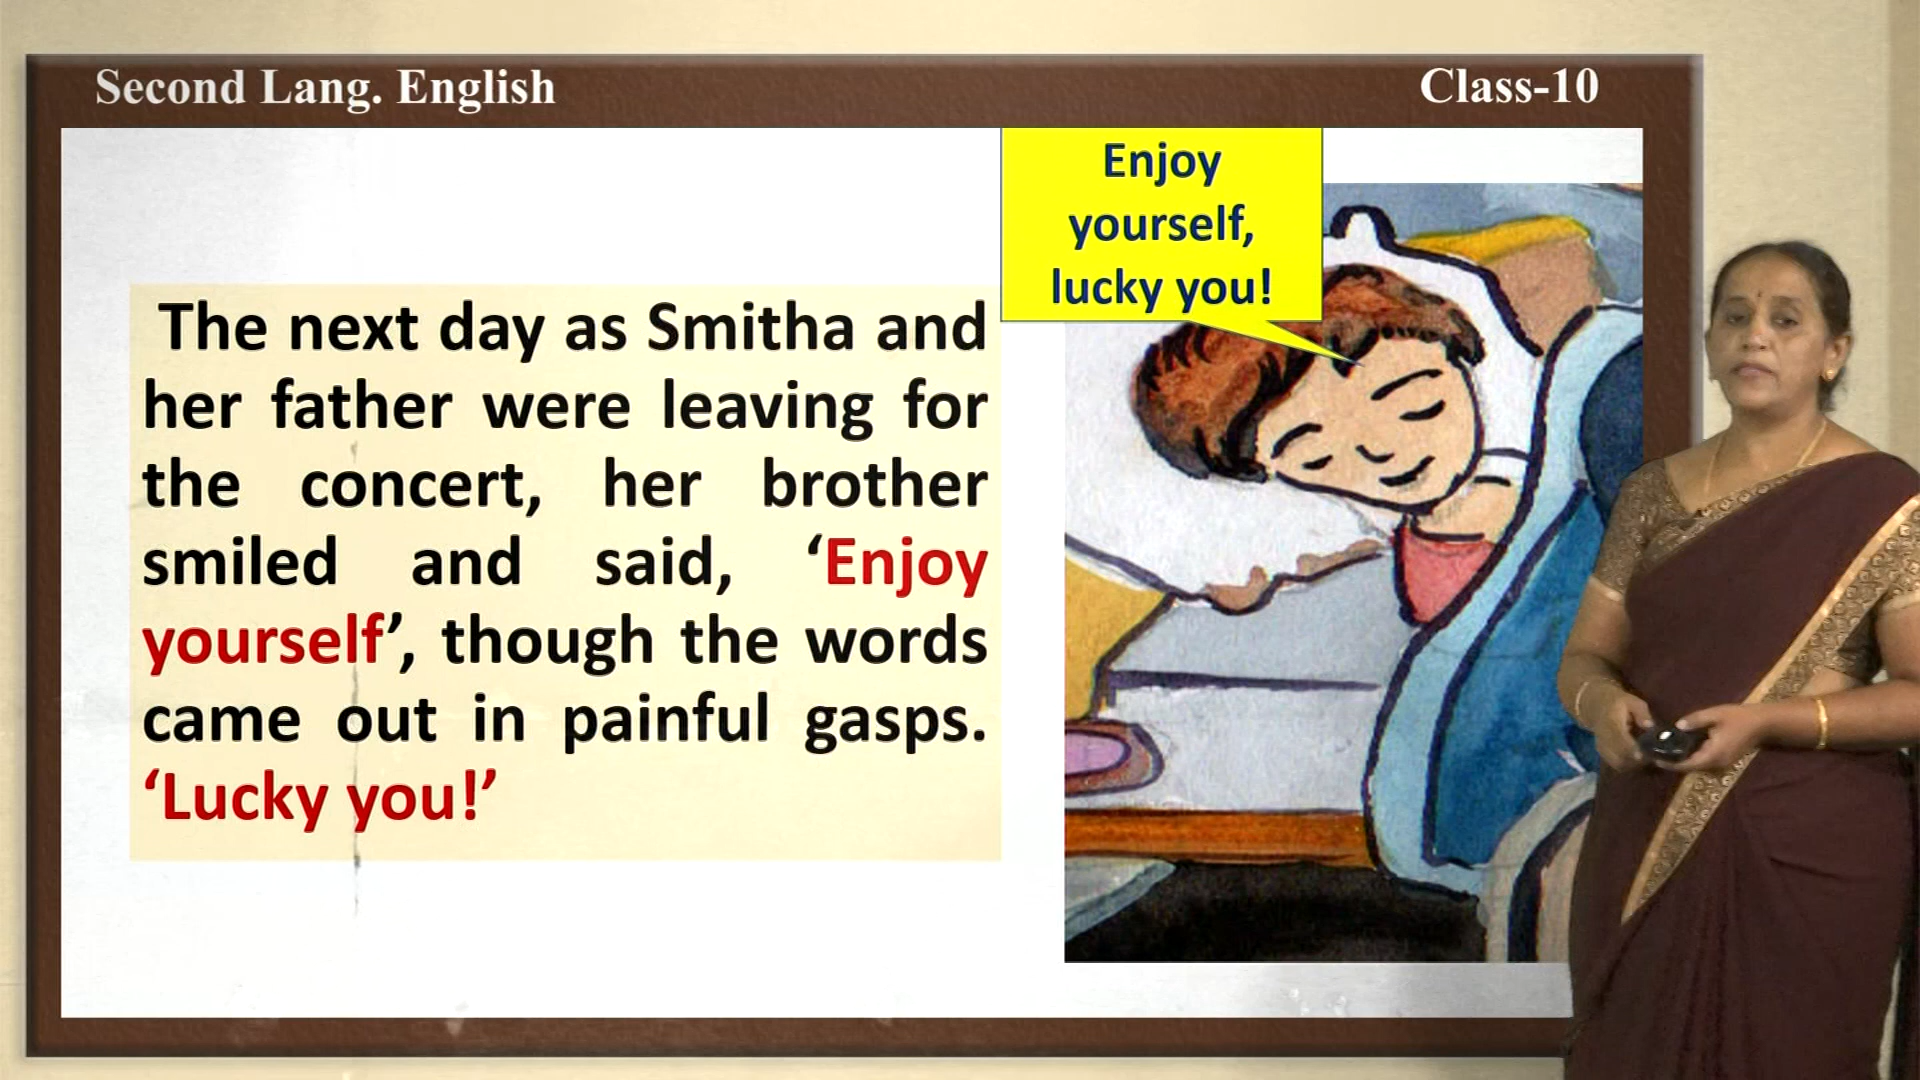 Second Lang. English
Class-10
Enjoy
yourself,
lucky you!
The next day as Smitha and
her father were leaving for
the concert, her brother
smiled and said, ‘Enjoy
yourself’, though the words
came out in painful gasps.
‘Lucky you!’